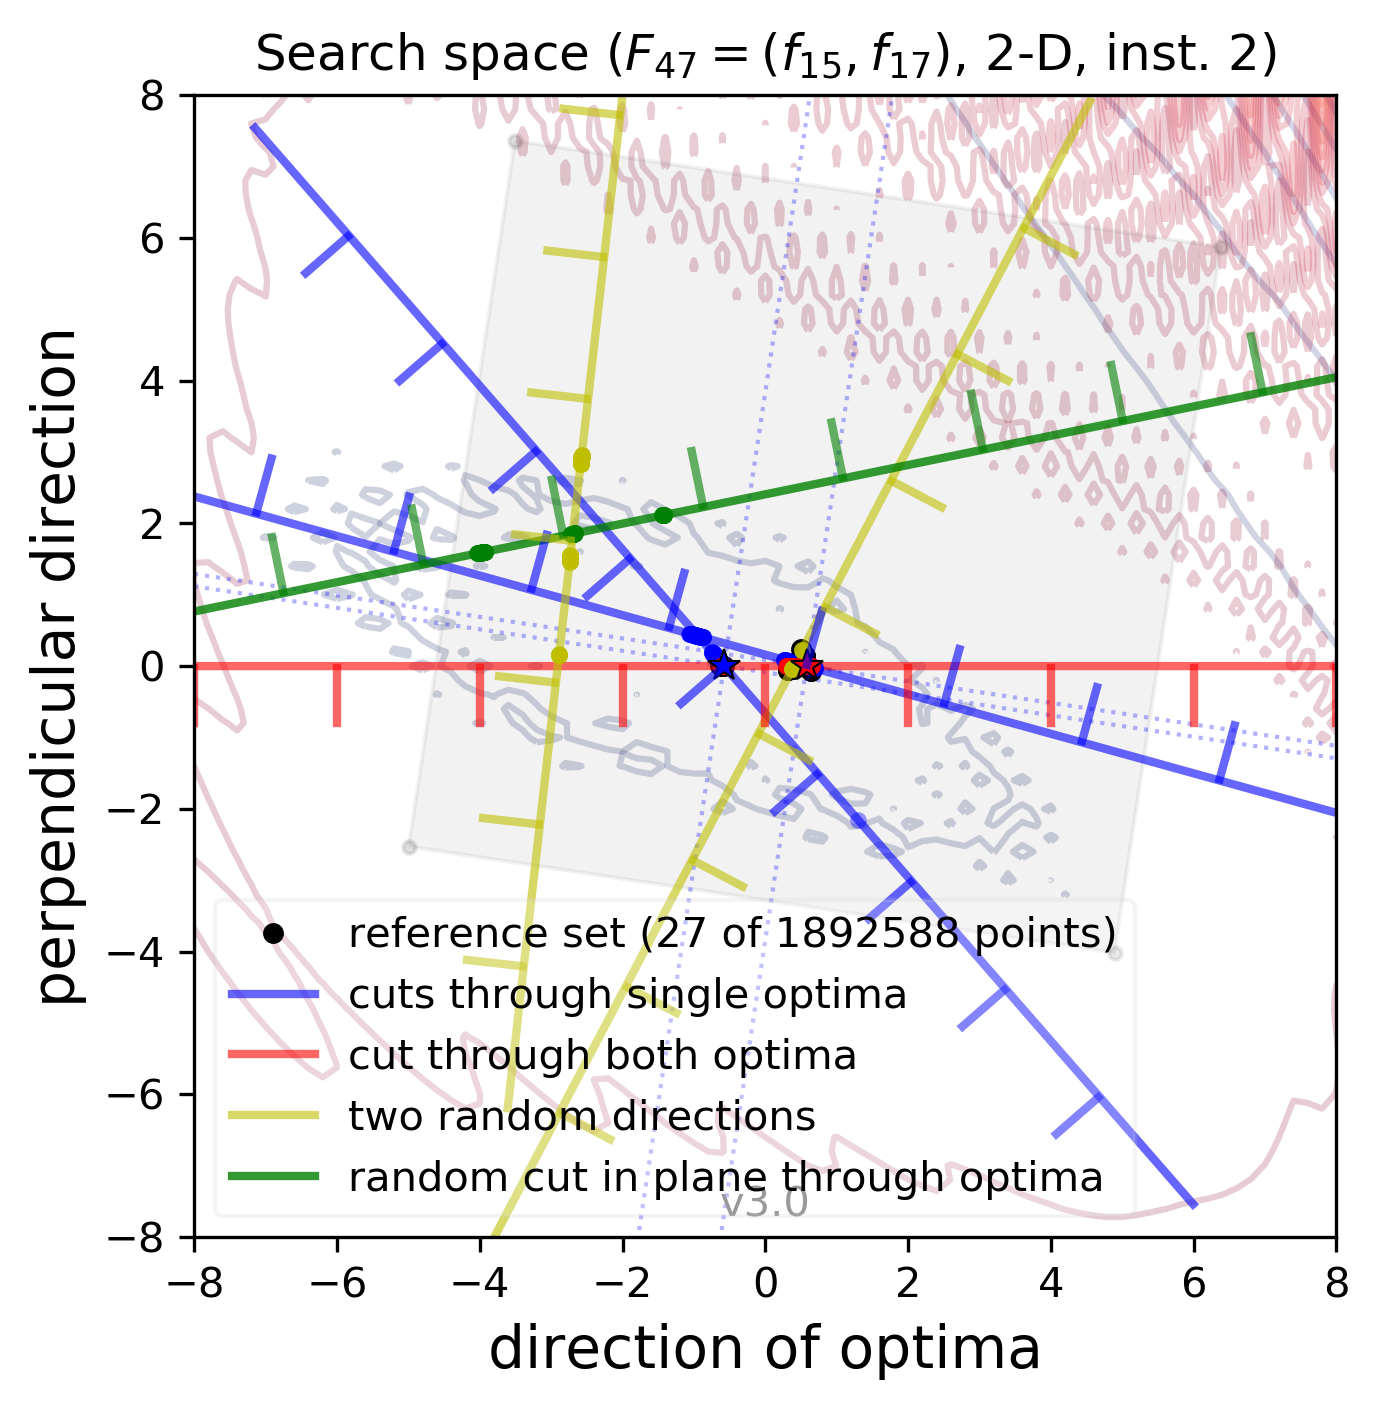 Search space (F47 = (f15, f17), 2-D, inst. 2)
8
6
4
2
0
−2
−4
−6
−8
perpendicular direction
reference set (27 of 1892588 points)
cuts through single optima
cut through both optima
two random directions
random cut in plane through optima
v3.0
−8 −6 −4 −2 0 2 4 6 8
direction of optima